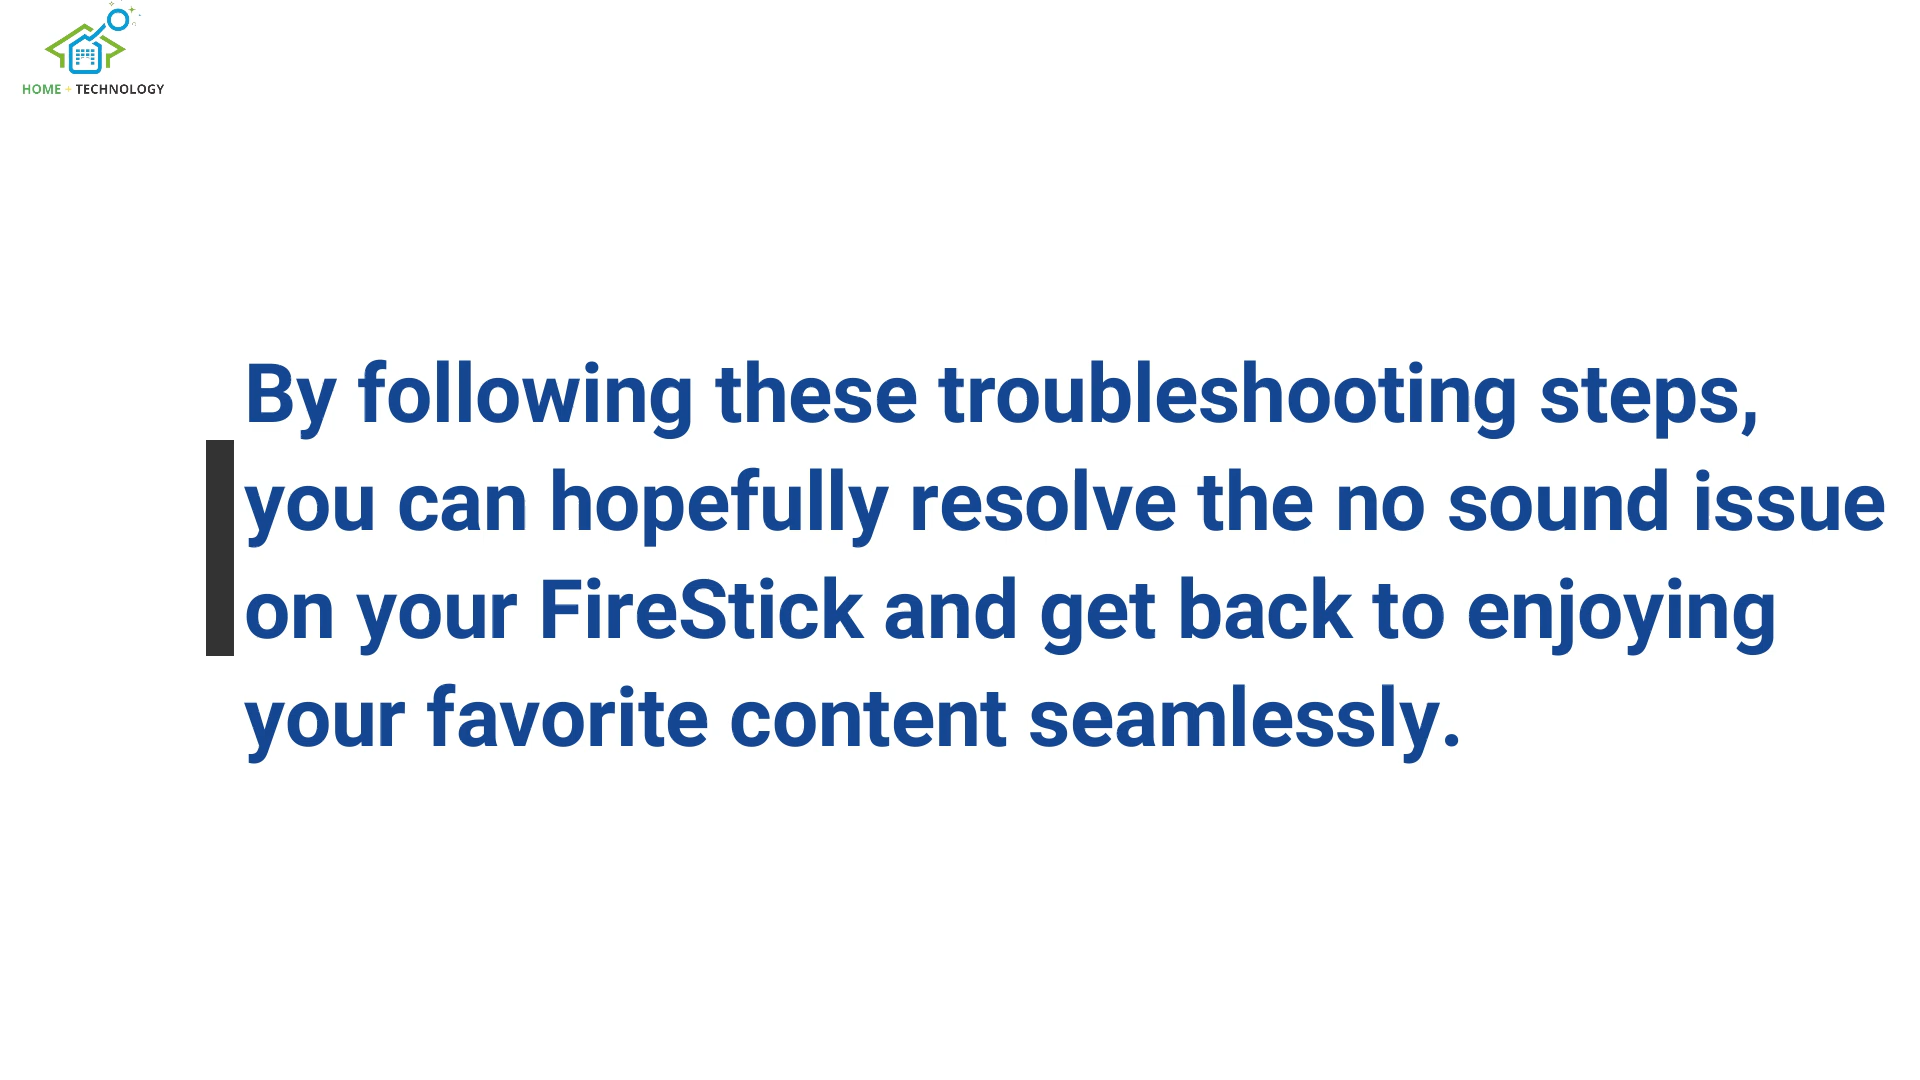 HOME + TECHNOLOGY
By following these troubleshooting steps,
you can hopefully resolve the no sound issue
on your FireStick and get back to enjoying
your favorite content seamlessly.